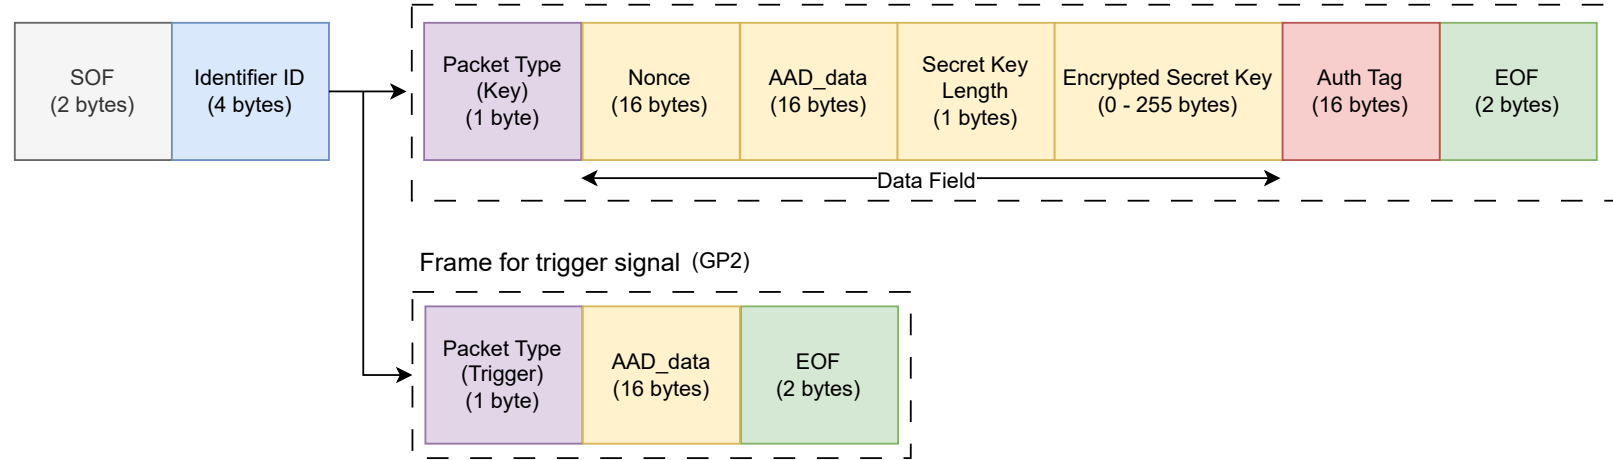 SOF
(2 bytes)
Identifier ID
(4 bytes)
Packet Type
(Key)
(1 byte)
Nonce
(16 bytes)
AAD_data
(16 bytes)
Secret Key
Length
(1 bytes)
Encrypted Secret Key
(0 - 255 bytes)
Auth Tag
(16 bytes)
EOF
(2 bytes)
Data Field
Frame for trigger signal (GP2)
Packet Type
(Trigger)
(1 byte)
AAD_data
(16 bytes)
EOF
(2 bytes)